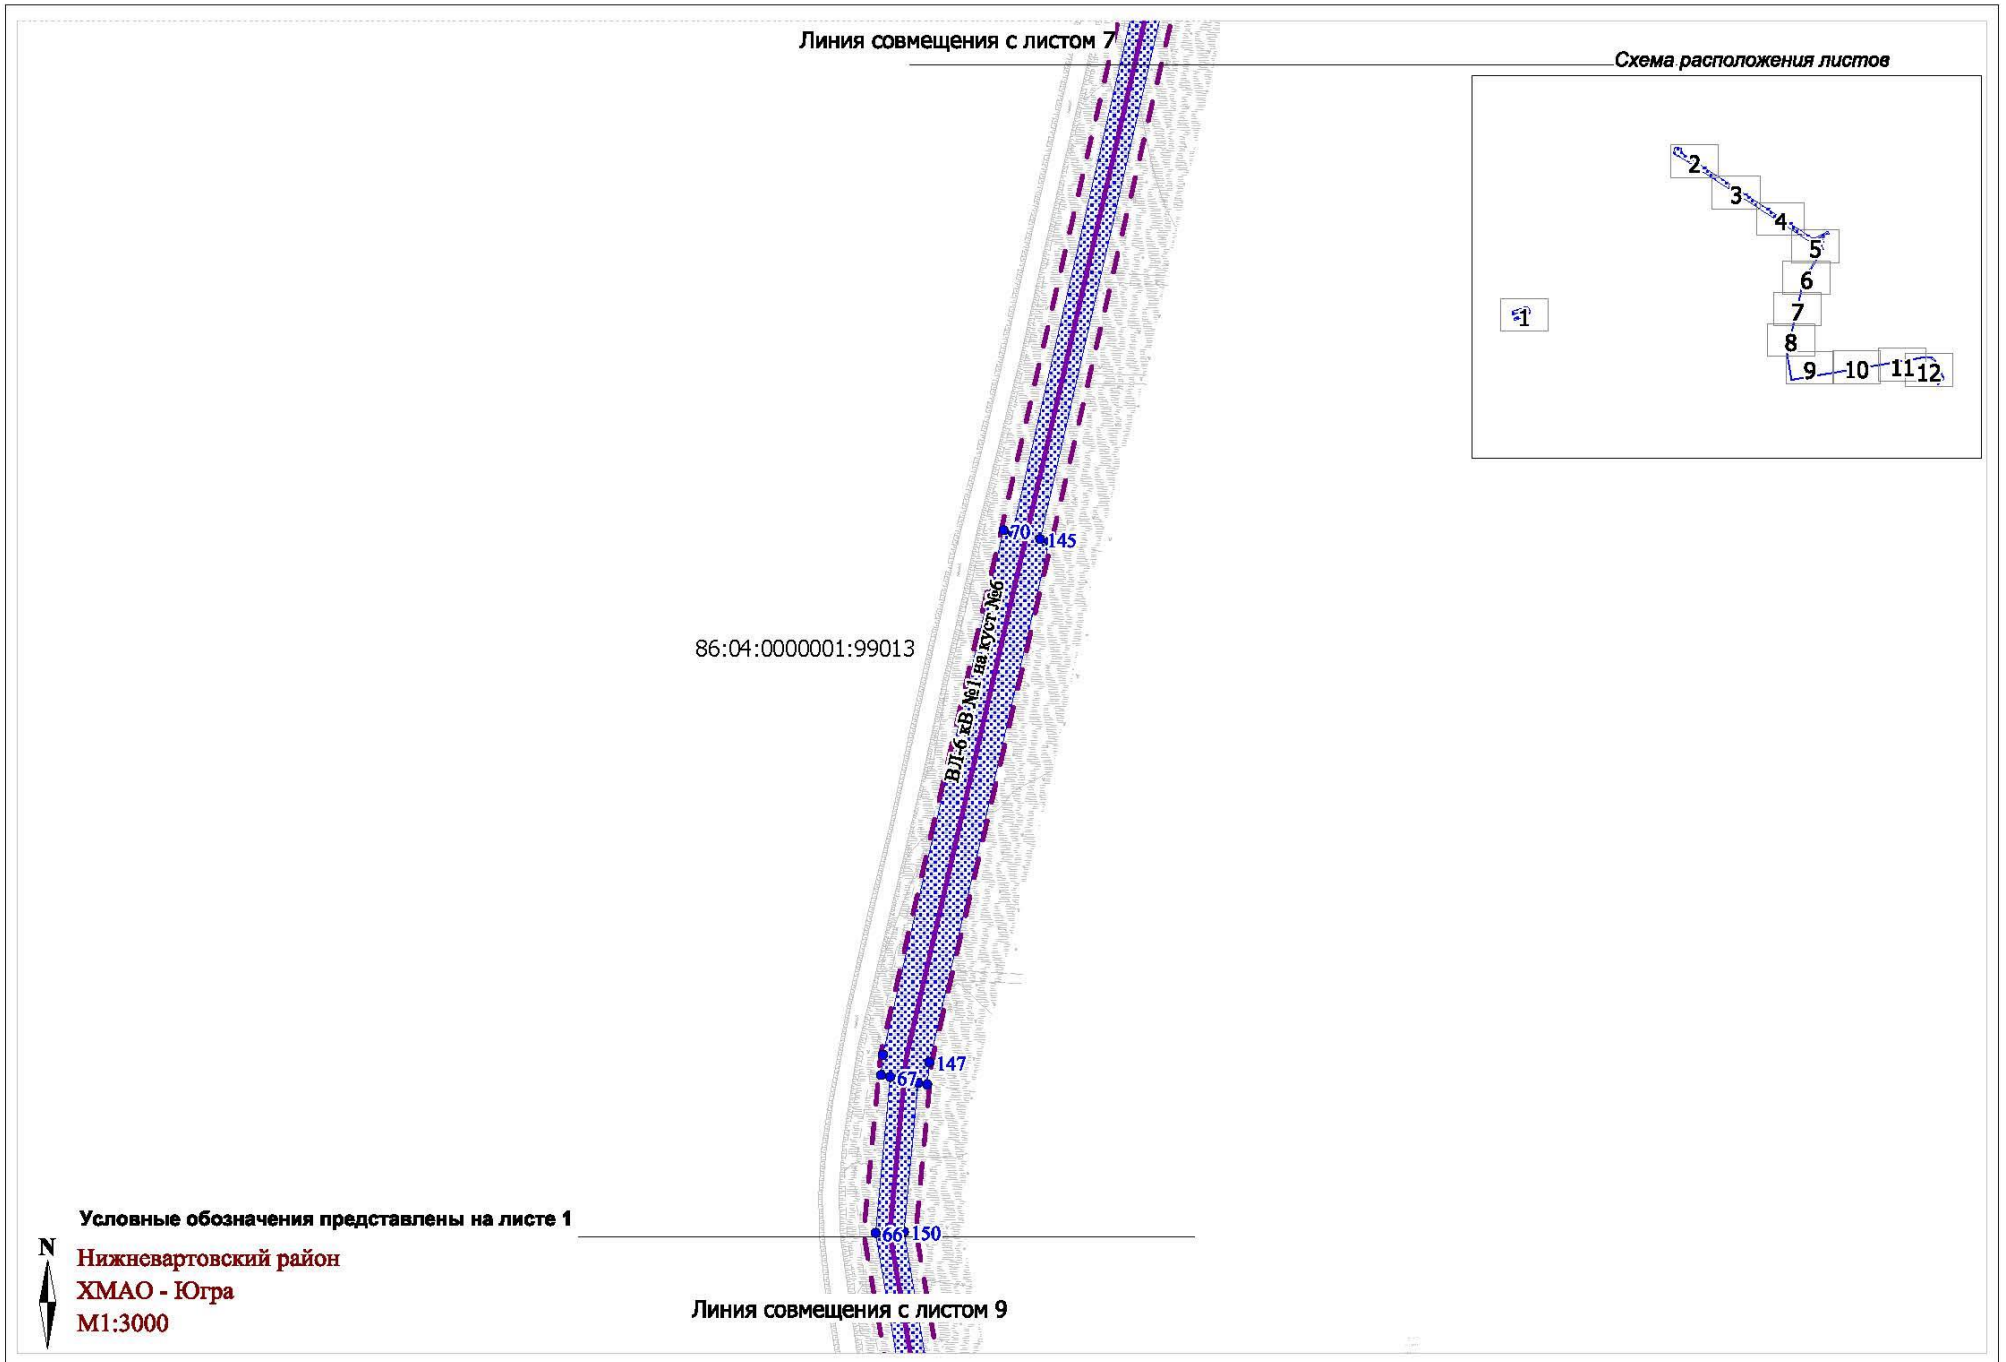 Линия совмещения с листом 7
Схема расположения листов
2
3
4
5
6
7
8
9
10
11
12
1
70
145
ВЛ-6 кВ №1 на куст №6
86:04:0000001:99013
147
67
66
150
Условные обозначения представлены на листе 1
N
Нижневартовский район
ХМАО - Югра
М1:3000
Линия совмещения с листом 9